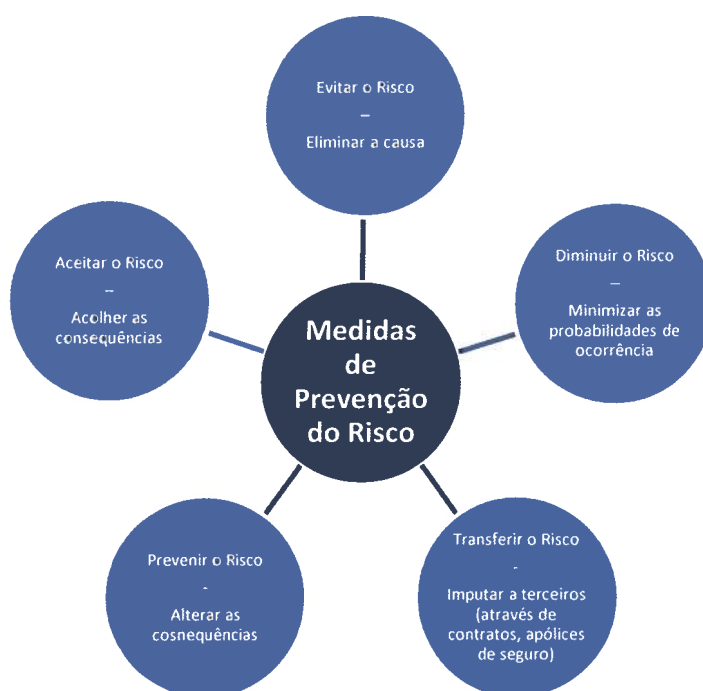 Evitar o Risco
–
Eliminar a causa
Aceitar o Risco
–
Acolher as
consequências
Diminuir o Risco
–
Minimizar as
probabilidades de
ocorrência
Medidas
de
Prevenção
do Risco
Prevenir o Risco
-
Alterar as
cosnequências
Transferir o Risco
-
Imputar a terceiros
(através de
contratos, apólices
de seguro)